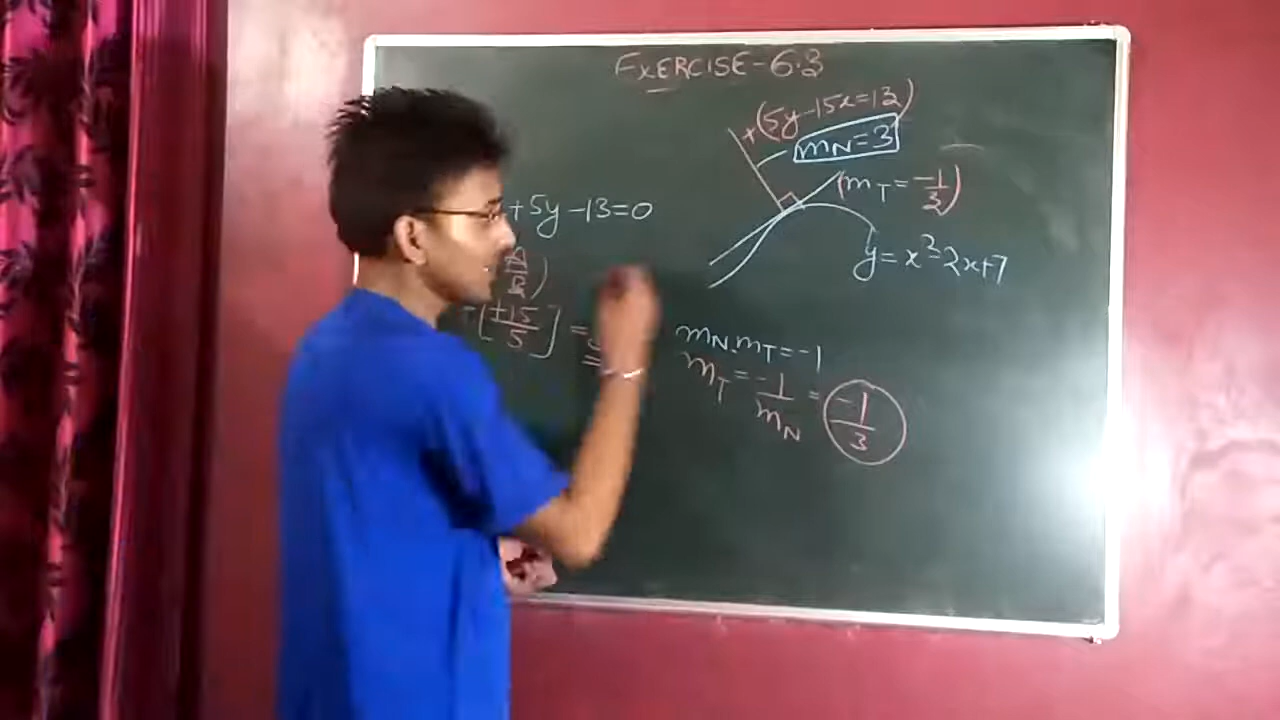 EXERCISE-6.3
(5y-15x=13)
mN=3
(mT=-1/3)
+5y-13=0
y=x²-2x+7
[±15/5]=
mN.mT=-1
mT=-1/mN=-1/3